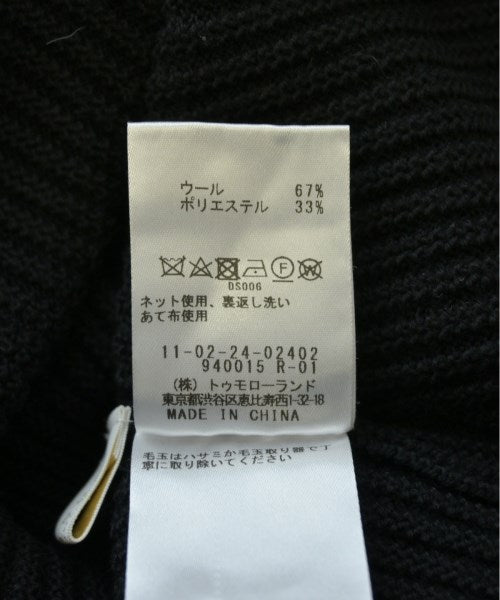 ウール 67%
ポリエステル 33%
DS006
ネット使用、裏返し洗い
あて布使用
11-02-24-02402
940015 R-01
(株) トゥモローランド
東京都渋谷区恵比寿西1-32-18
MADE IN CHINA
毛玉はハサミか毛玉取り器で丁
寧に取り除いてください